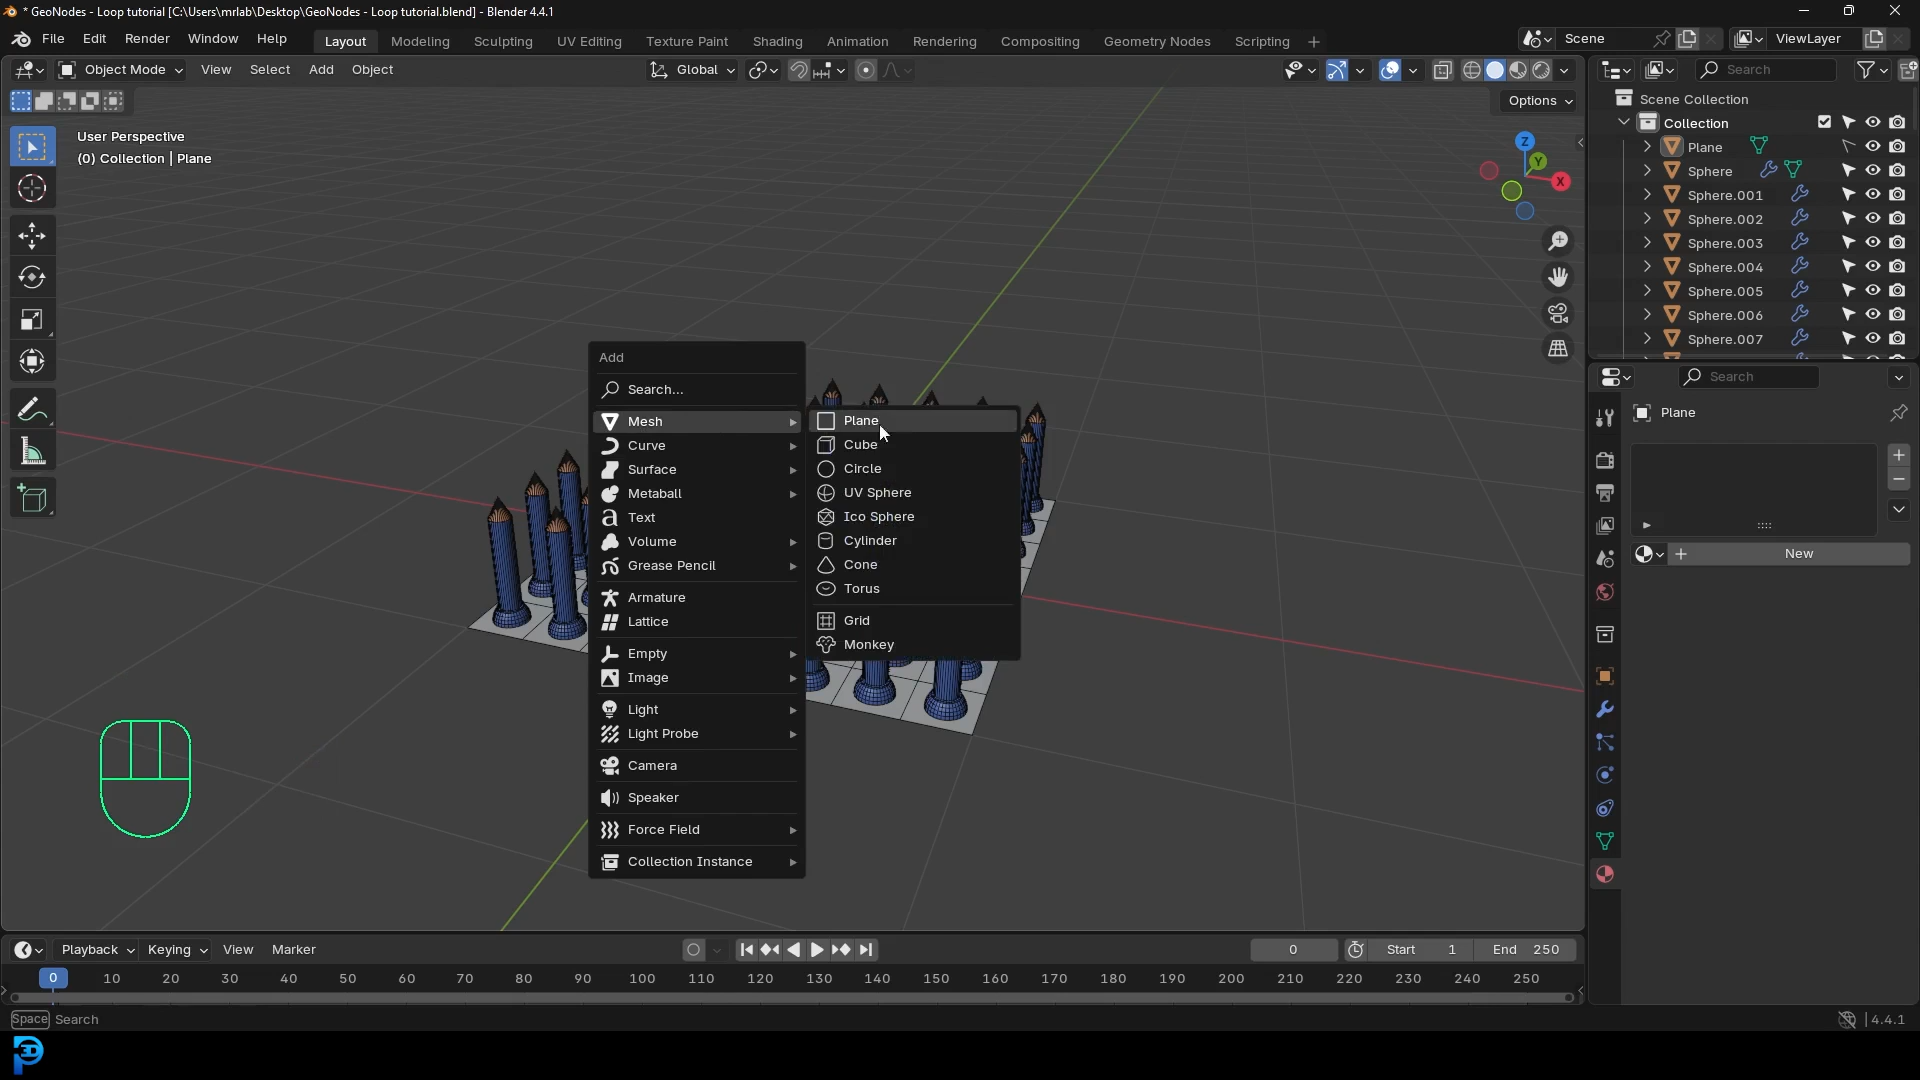 * GeoNodes - Loop tutorial [C:\Users\mrlab\Desktop\GeoNodes - Loop tutorial.blend] - Blender 4.4.1
File Edit Render Window Help Layout Modeling Sculpting UV Editing Texture Paint Shading Animation Rendering Compositing Geometry Nodes Scripting + Scene ViewLayer
Object Mode View Select Add Object Global Search
Options
User Perspective
(0) Collection | Plane
Z
Y
X
Scene Collection
Collection
Plane
Sphere
Sphere.001
Sphere.002
Sphere.003
Sphere.004
Sphere.005
Sphere.006
Sphere.007
Search
Plane
New
Add
Search...
Mesh
Curve
Surface
Metaball
Text
Volume
Grease Pencil
Armature
Lattice
Empty
Image
Light
Light Probe
Camera
Speaker
Force Field
Collection Instance
Plane
Cube
Circle
UV Sphere
Ico Sphere
Cylinder
Cone
Torus
Grid
Monkey
Playback Keying View Marker 0 Start 1 End 250
0 10 20 30 40 50 60 70 80 90 100 110 120 130 140 150 160 170 180 190 200 210 220 230 240 250
Space Search 4.4.1